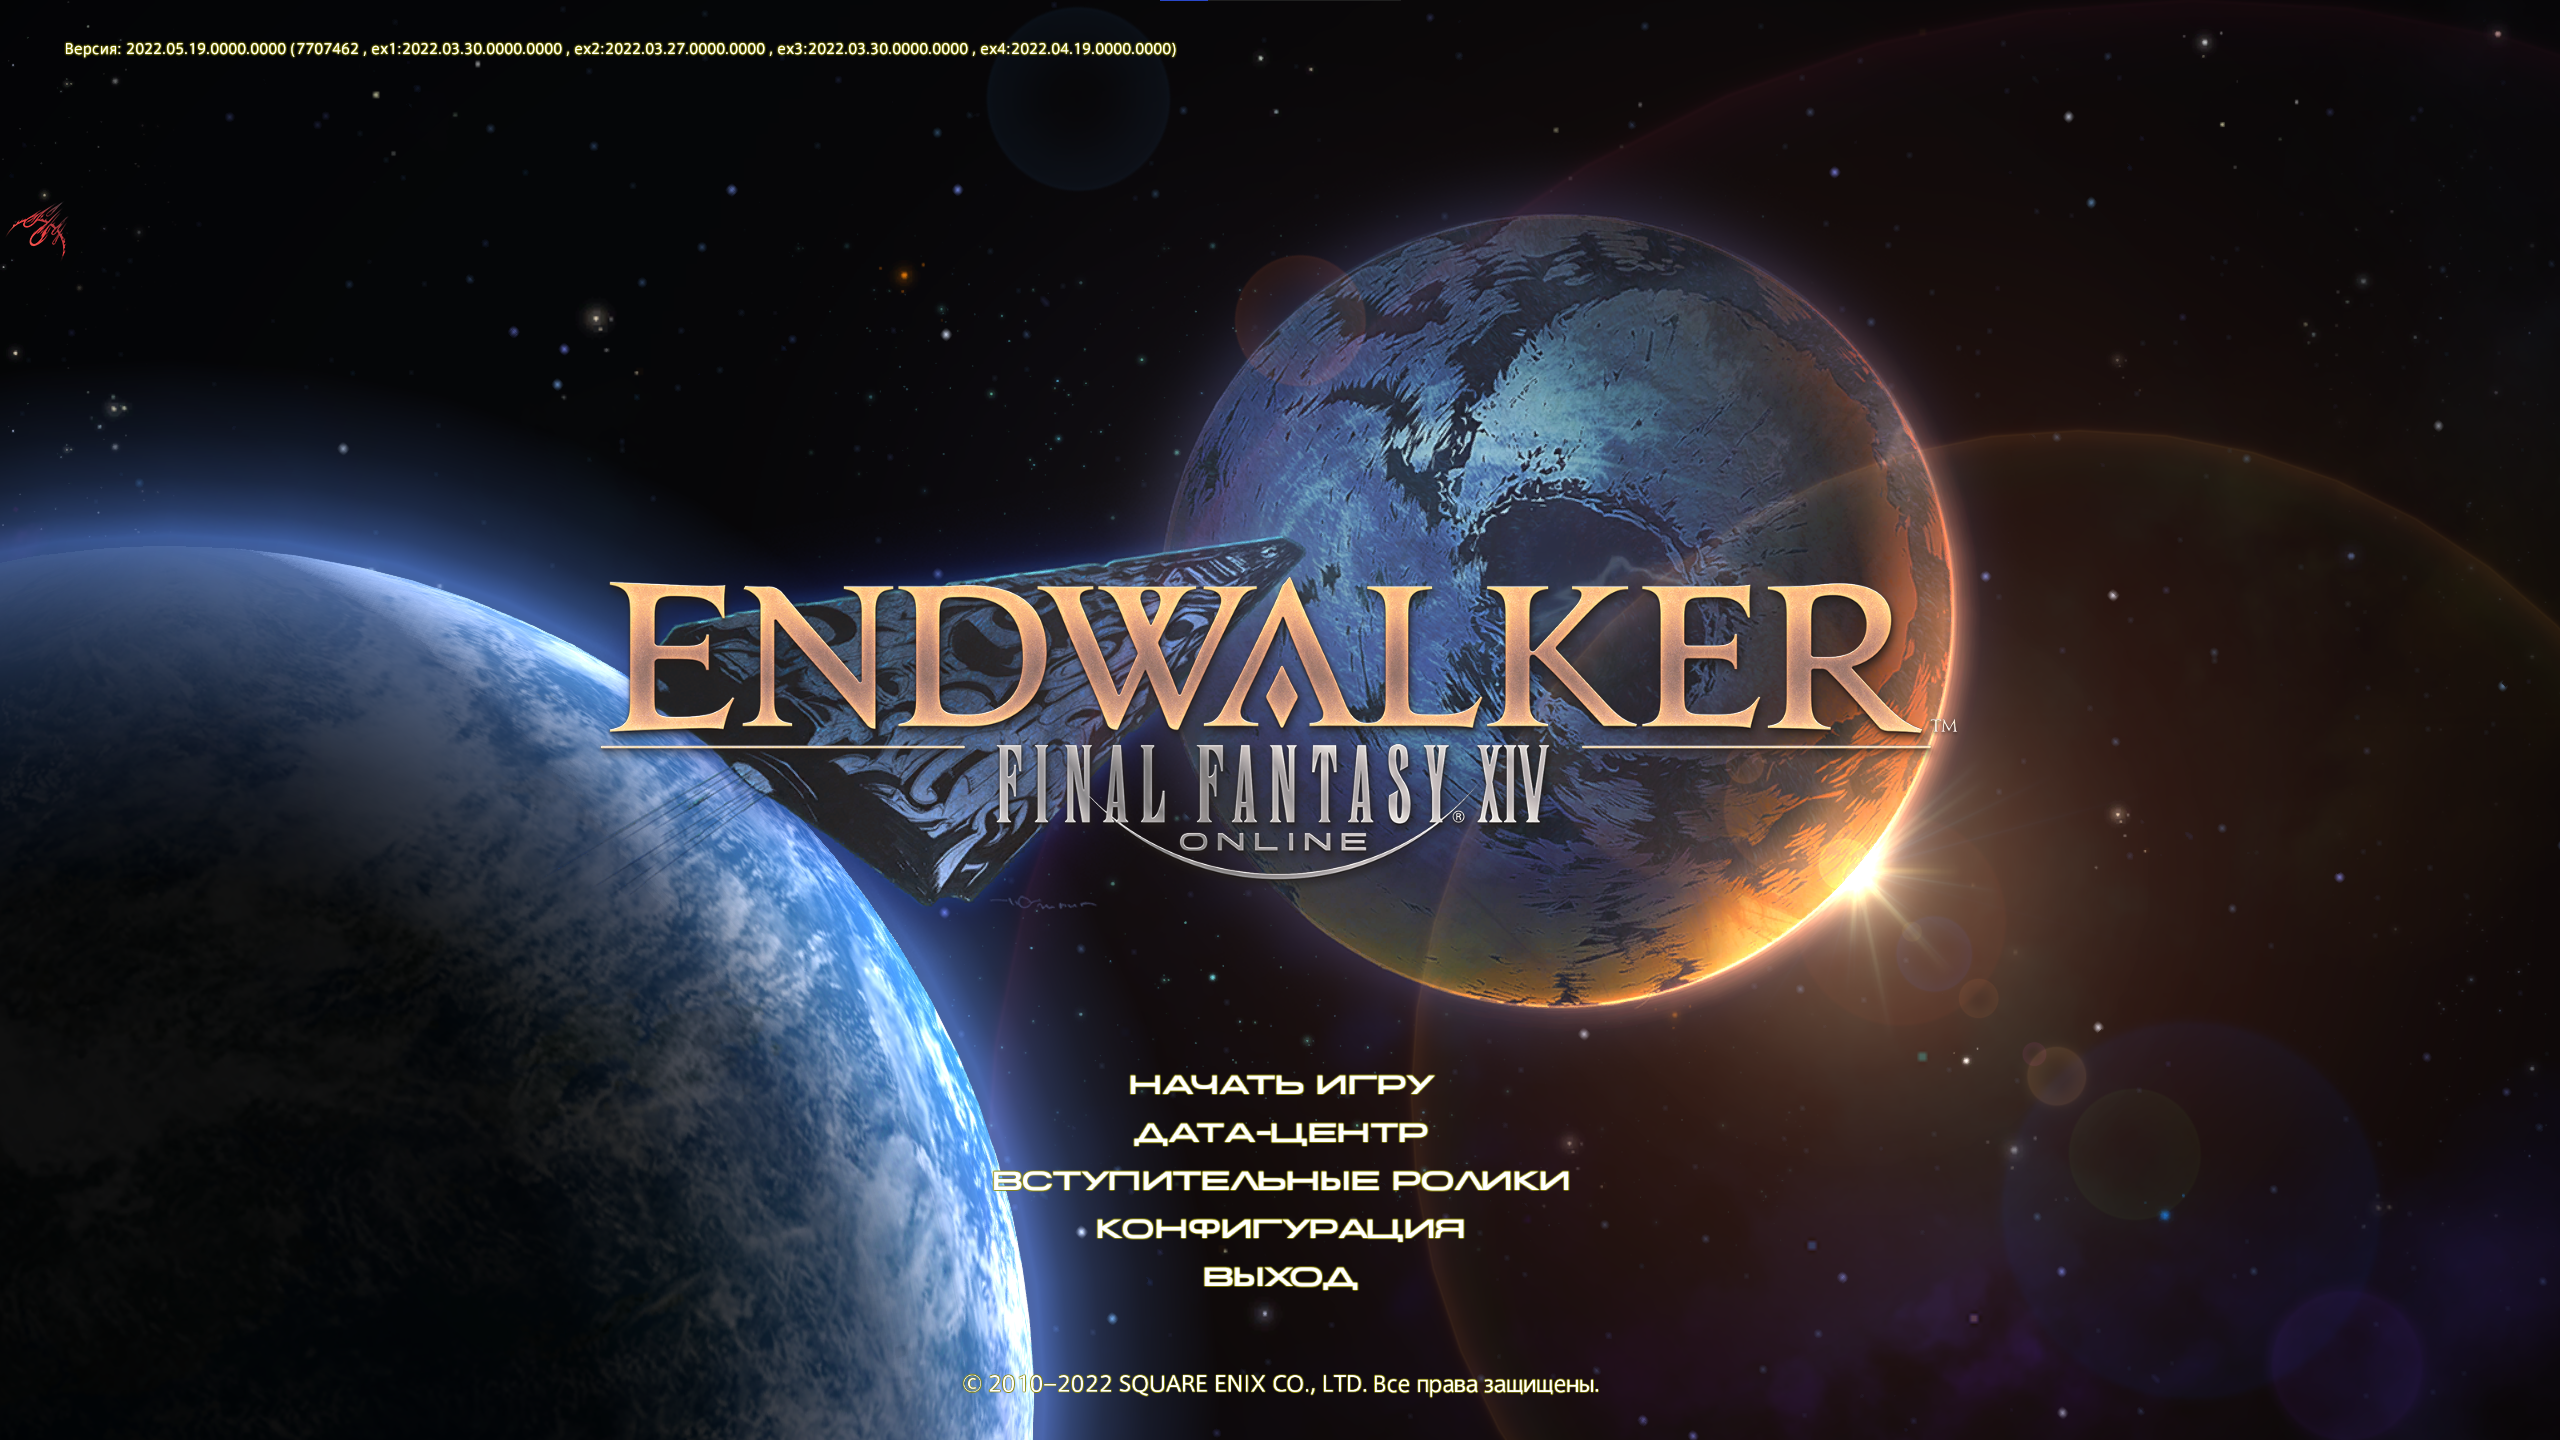 Версия: 2022.05.19.0000.0000 (7707462 , ex1:2022.03.30.0000.0000 , ex2:2022.03.27.0000.0000 , ex3:2022.03.30.0000.0000 , ex4:2022.04.19.0000.0000)
ENDWALKER™
FINAL FANTASY® XIV
ONLINE
НАЧАТЬ ИГРУ
ДАТА-ЦЕНТР
ВСТУПИТЕЛЬНЫЕ РОЛИКИ
КОНФИГУРАЦИЯ
ВЫХОД
© 2010–2022 SQUARE ENIX CO., LTD. Все права защищены.